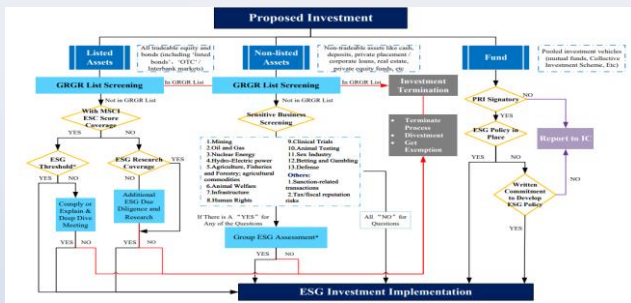 Proposed Investment
Listed
Assets
All tradeable equity and
bonds (including 'listed
bonds', 'OTC' /
Interbank markets)
Non-listed
Assets
Non-tradeable assets like cash,
deposits, private placement /
corporate loans, real estate,
private equity funds, etc
Fund
Pooled investment vehicles
(mutual funds, Collective
Investment Scheme, Etc)
GRGR List Screening
In GRGR List
GRGR List Screening
In GRGR List
Investment
Termination
Terminate
Process
Divestment
Get
Exemption
Not in GRGR List
Not in GRGR List
With MSCI
ESC Score
Coverage
YES
NO
Sensitive Business
Screening
PRI Signatory
YES
NO
ESG Policy in
Place
YES
NO
Report to IC
ESG
Threshold*
ESG Research
Coverage
YES
YES
NO
NO
1.Mining
2.Oil and Gas
3.Nuclear Energy
4.Hydro-Electric power
5.Agriculture, Fisheries
and Forestry; agricultural
commodities
6.Animal Welfare
7.Infrastructure
8.Human Rights
9.Clinical Trials
10.Animal Testing
11.Sex Industry
12.Betting and Gambling
13.Defense
Others:
1.Sanction-related
transactions
2.Tax/fiscal reputation
risks
Written
Commitment
to Develop
ESG Policy
NO
YES
Comply or
Explain &
Deep Dive
Meeting
Additional
ESG Due
Diligence and
Research
If There is A "YES" for
Any of the Questions
All "NO" for
Questions
YES
NO
YES
NO
Group ESG Assessment*
YES
NO
ESG Investment Implementation